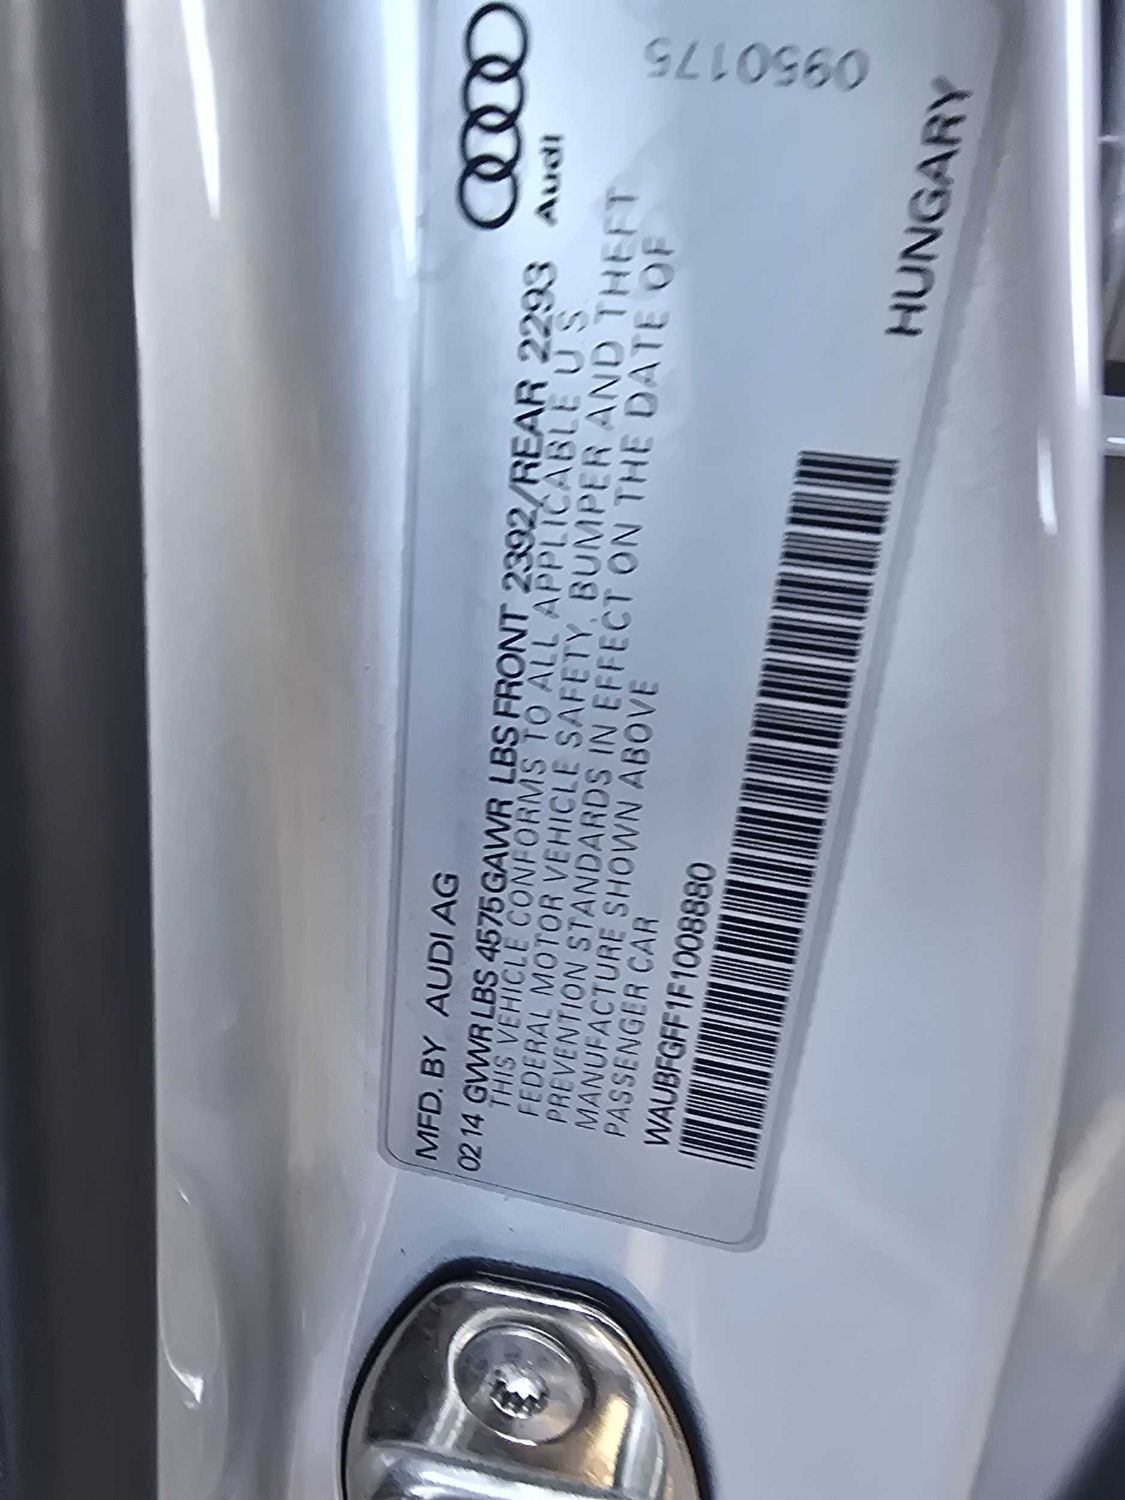 MFD. BY AUDI AG
02 14 GVWR LBS 4575 GAWR LBS FRONT 2392/REAR 2293
THIS VEHICLE CONFORMS TO ALL APPLICABLE U S
FEDERAL MOTOR VEHICLE SAFETY, BUMPER AND THEFT
PREVENTION STANDARDS IN EFFECT ON THE DATE OF
MANUFACTURE SHOWN ABOVE
PASSENGER CAR
WAUBFGFF1F1008880
Audi
HUNGARY
0950175